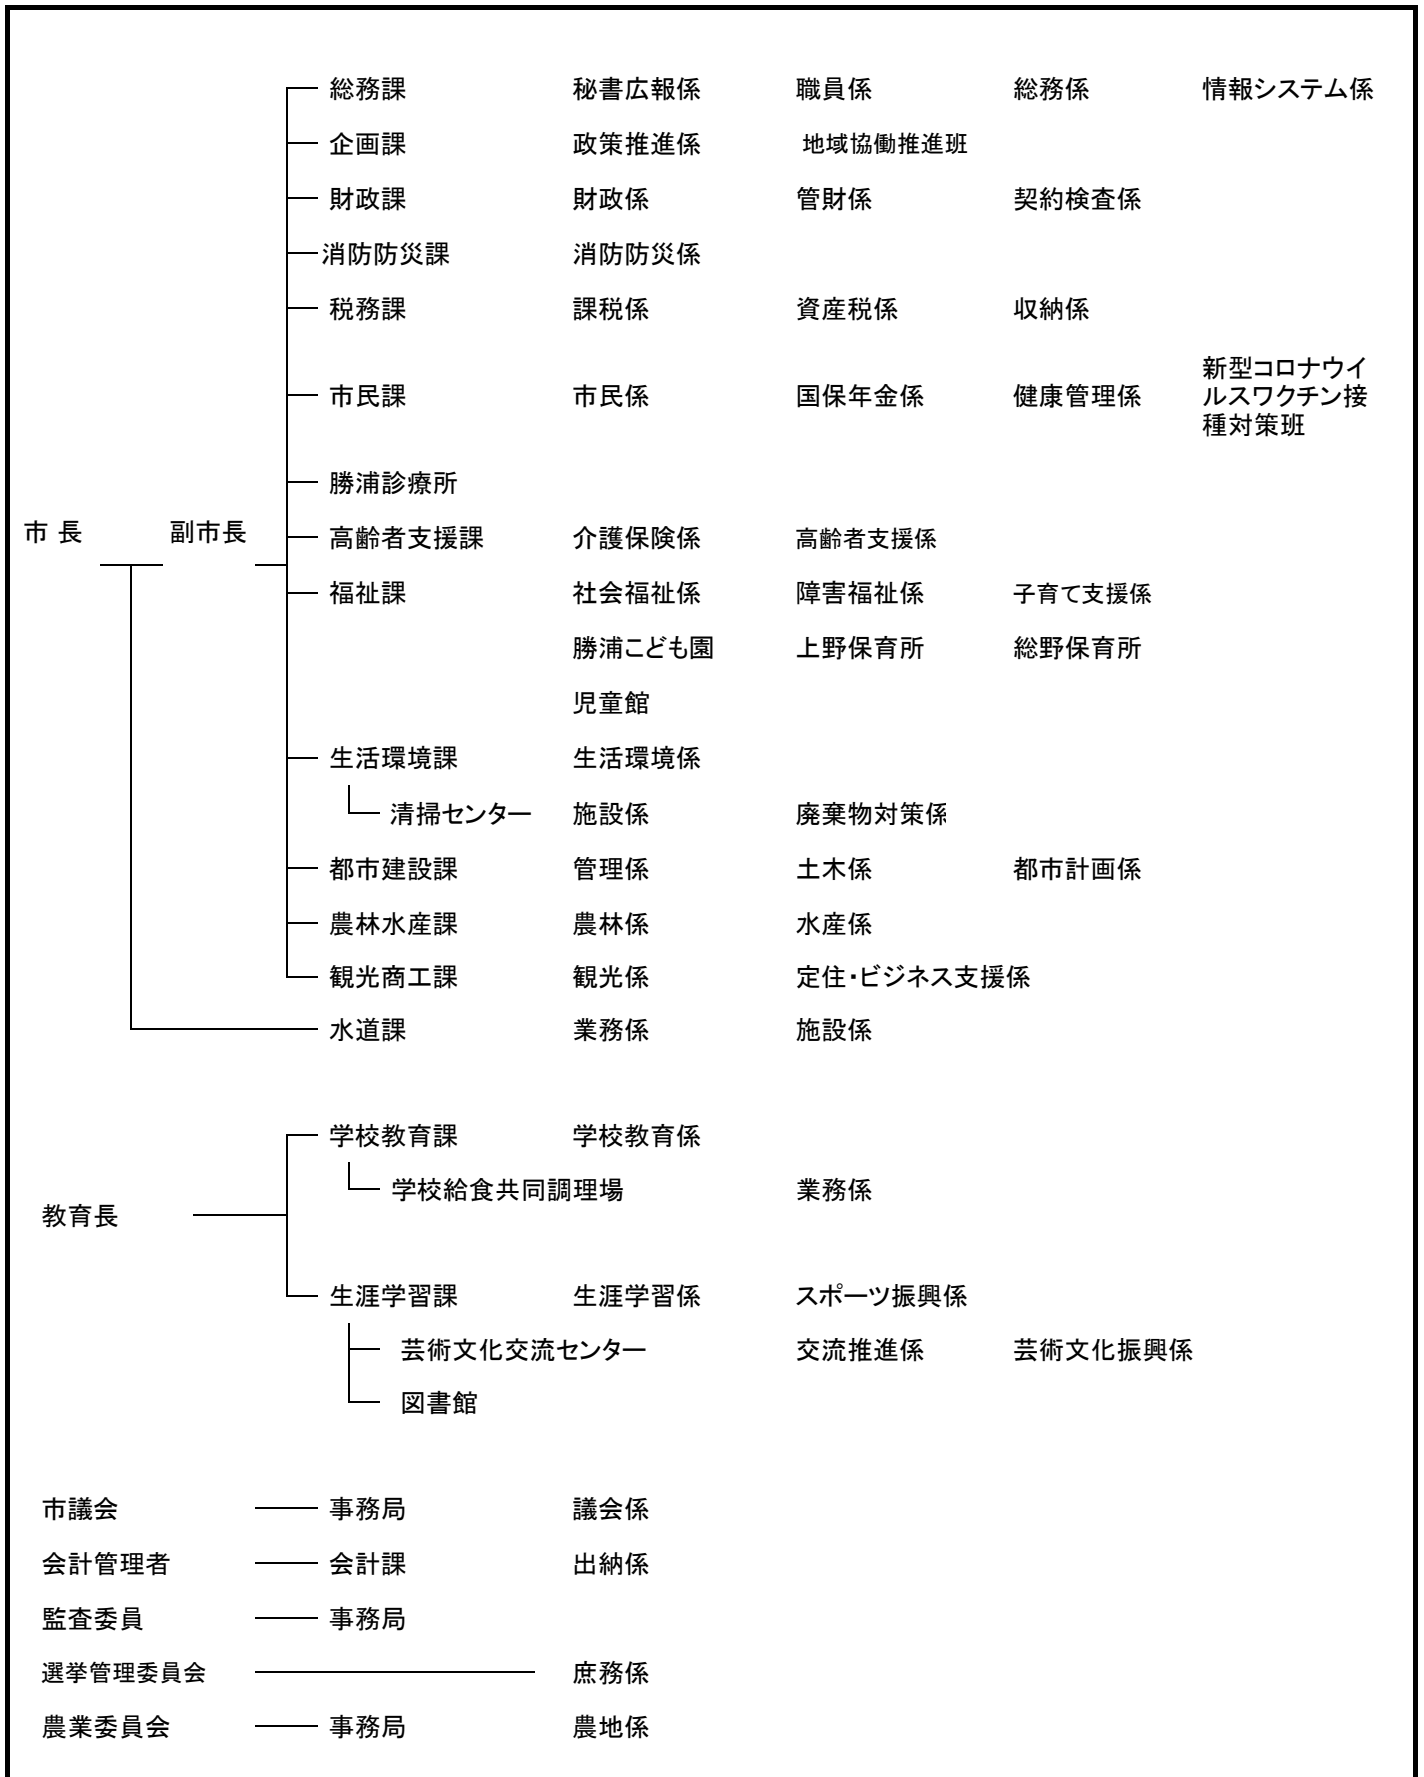 総務課 秘書広報係 職員係 総務係 情報システム係
企画課 政策推進係 地域協働推進班
財政課 財政係 管財係 契約検査係
消防防災課 消防防災係
税務課 課税係 資産税係 収納係
市民課 市民係 国保年金係 健康管理係
新型コロナウイ
ルスワクチン接
種対策班
勝浦診療所
市 長 副市長
高齢者支援課 介護保険係 高齢者支援係
福祉課 社会福祉係 障害福祉係 子育て支援係
勝浦こども園 上野保育所 総野保育所
児童館
生活環境課 生活環境係
清掃センター 施設係 廃棄物対策係
都市建設課 管理係 土木係 都市計画係
農林水産課 農林係 水産係
観光商工課 観光係 定住・ビジネス支援係
水道課 業務係 施設係
学校教育課 学校教育係
学校給食共同調理場 業務係
教育長
生涯学習課 生涯学習係 スポーツ振興係
芸術文化交流センター 交流推進係 芸術文化振興係
図書館
市議会 事務局 議会係
会計管理者 会計課 出納係
監査委員 事務局
選挙管理委員会 庶務係
農業委員会 事務局 農地係